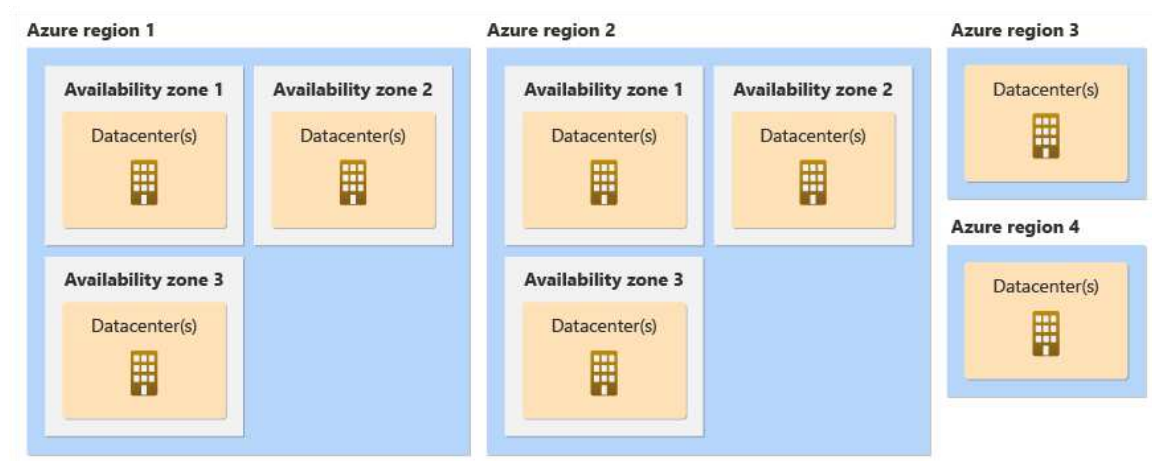 Azure region 1
Availability zone 1
Datacenter(s)
Availability zone 2
Datacenter(s)
Availability zone 3
Datacenter(s)
Azure region 2
Availability zone 1
Datacenter(s)
Availability zone 2
Datacenter(s)
Availability zone 3
Datacenter(s)
Azure region 3
Datacenter(s)
Azure region 4
Datacenter(s)